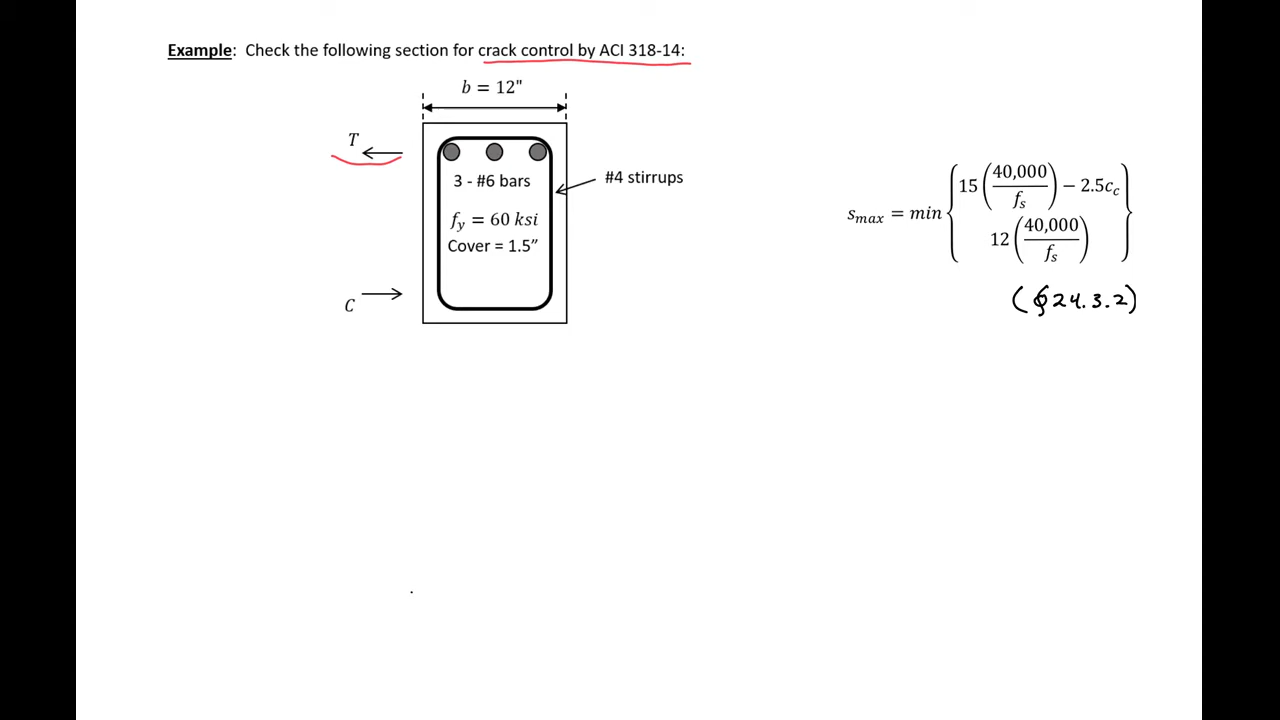 Example: Check the following section for crack control by ACI 318-14:
b = 12"
T
3 - #6 bars
#4 stirrups
f_y = 60 ksi
Cover = 1.5”
C
s_max = min { 15 (40,000 / f_s) − 2.5c_c
12 (40,000 / f_s) }
(§24.3.2)